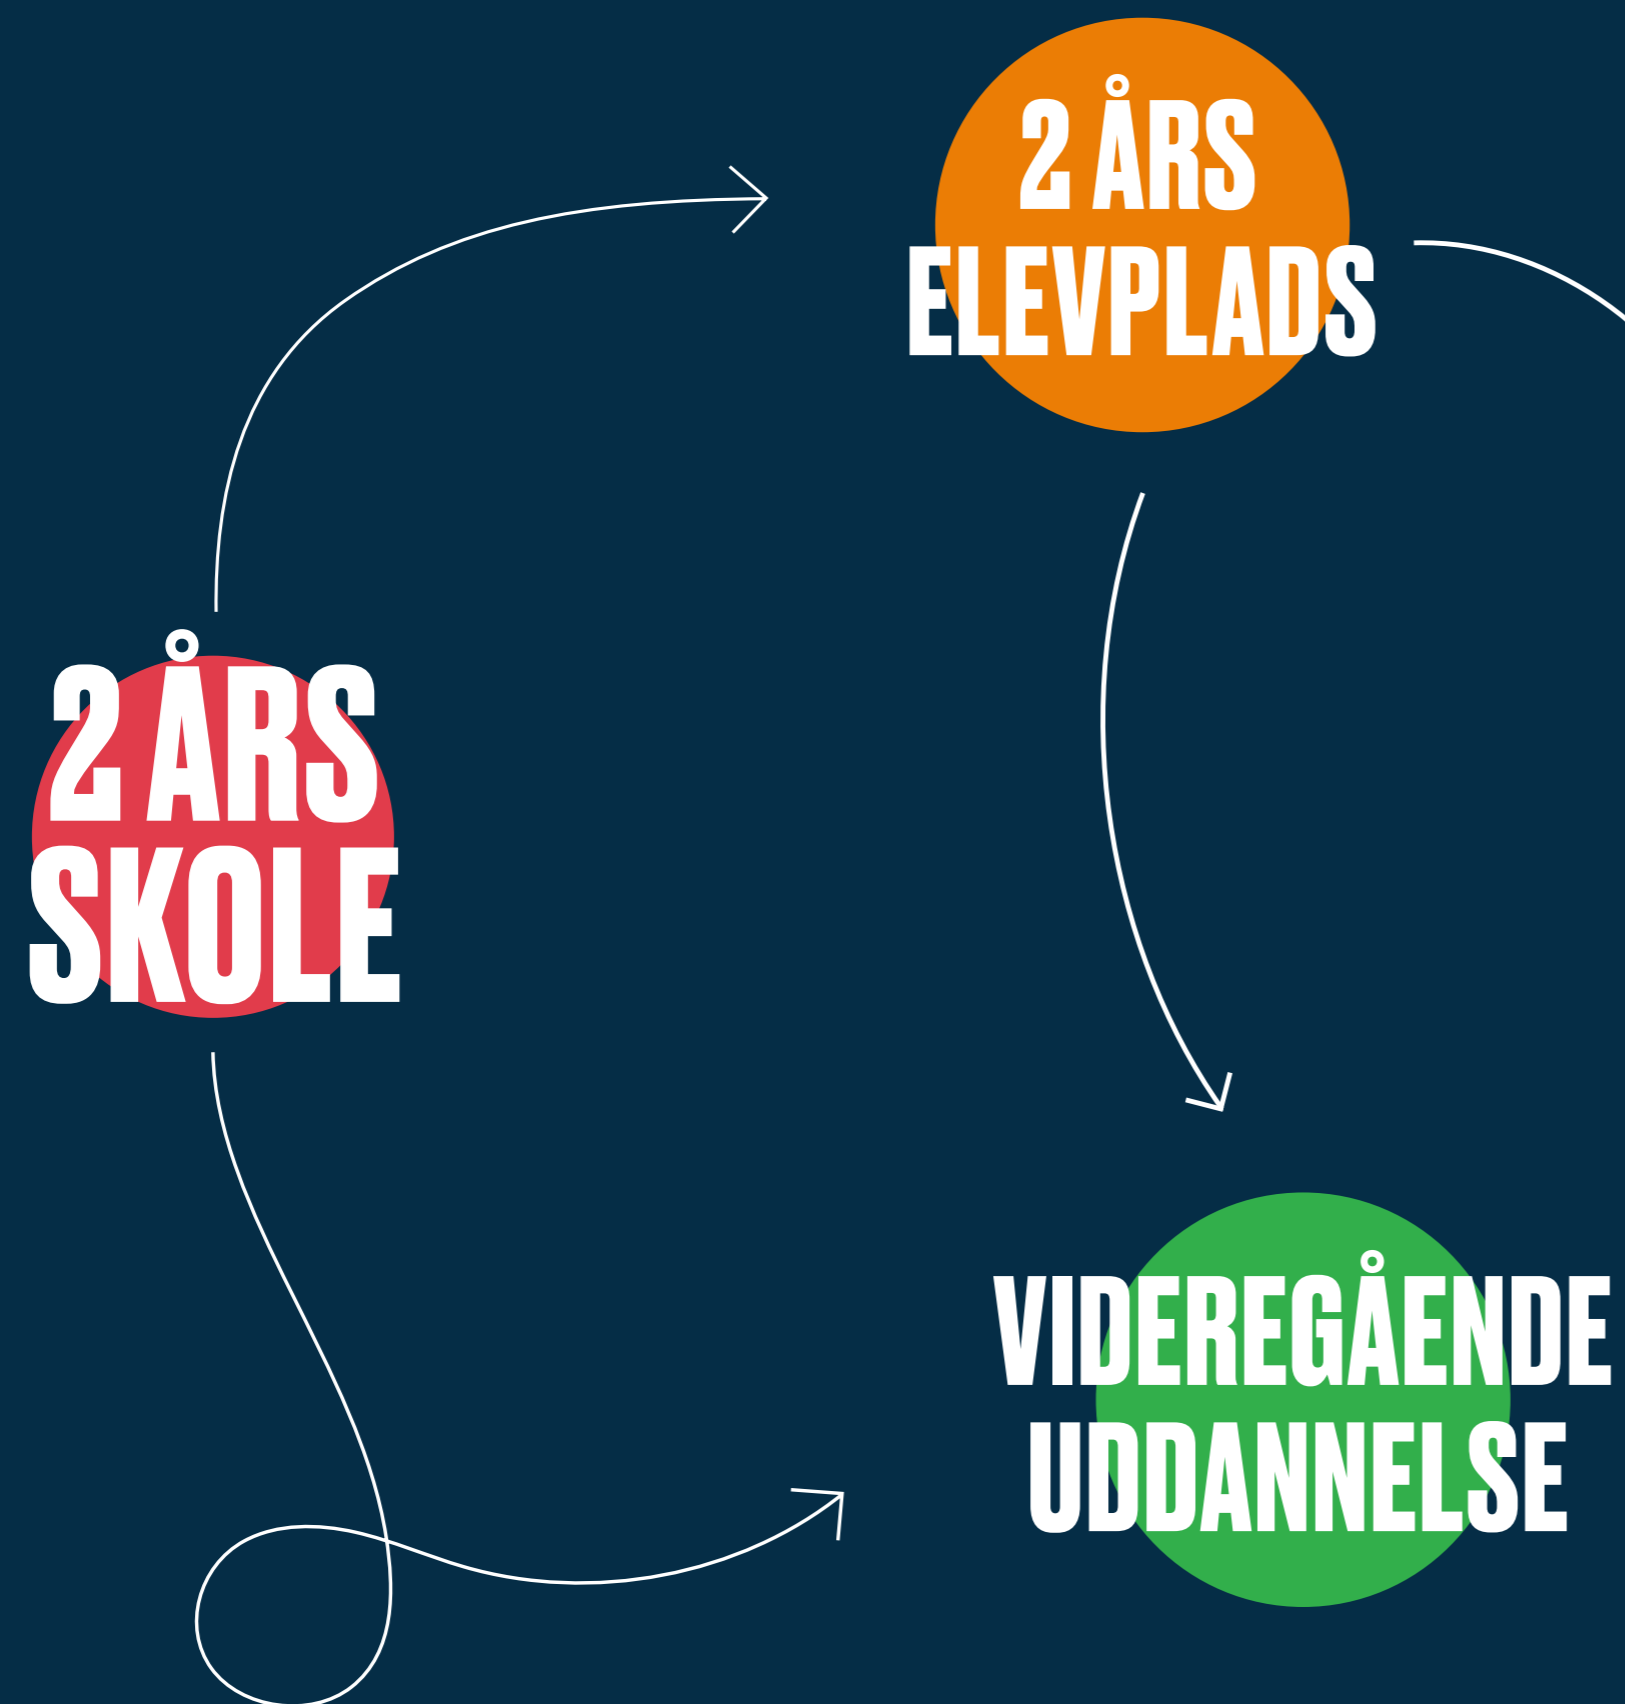 2 ÅRS
ELEVPLADS
2 ÅRS
SKOLE
VIDEREGÅENDE
UDDANNELSE